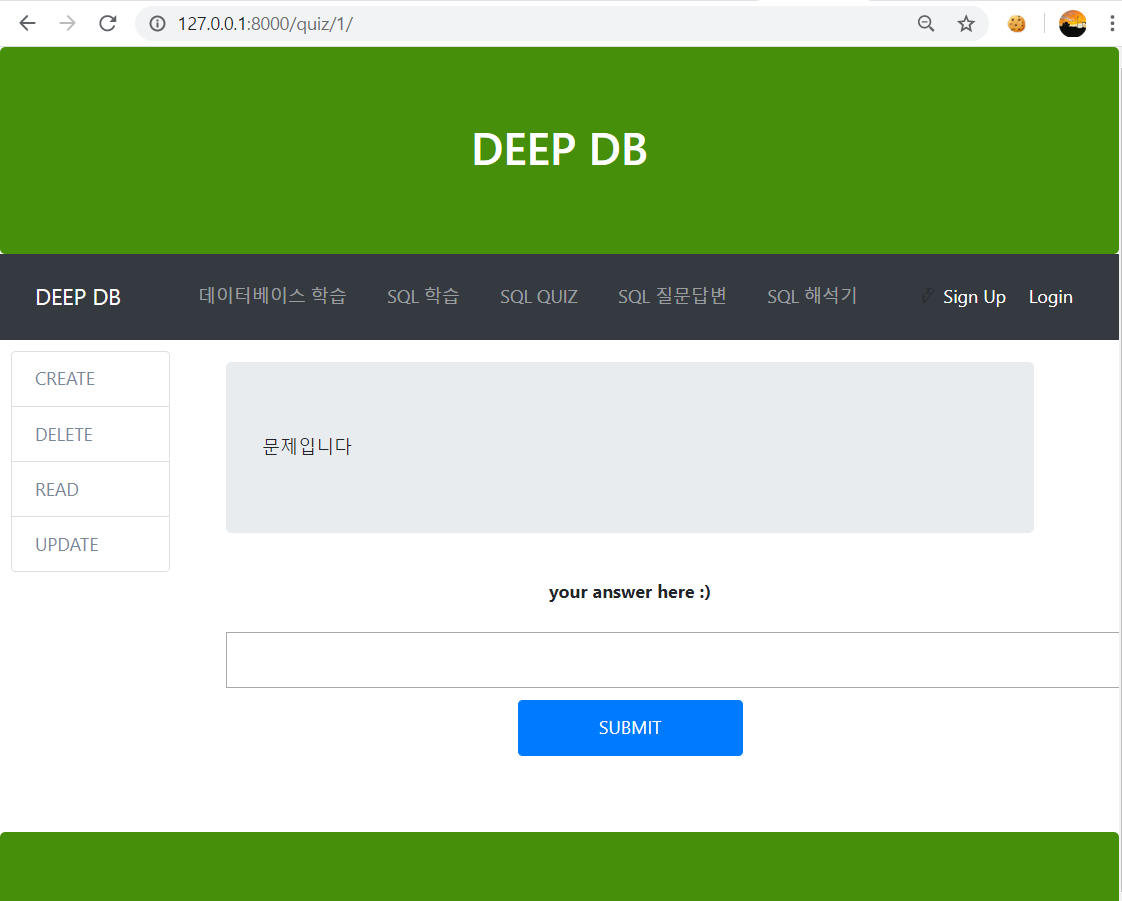 127.0.0.1:8000/quiz/1/
DEEP DB
DEEP DB 데이터베이스 학습 SQL 학습 SQL QUIZ SQL 질문답변 SQL 해석기 Sign Up Login
CREATE
DELETE
READ
UPDATE
문제입니다
your answer here :)
SUBMIT